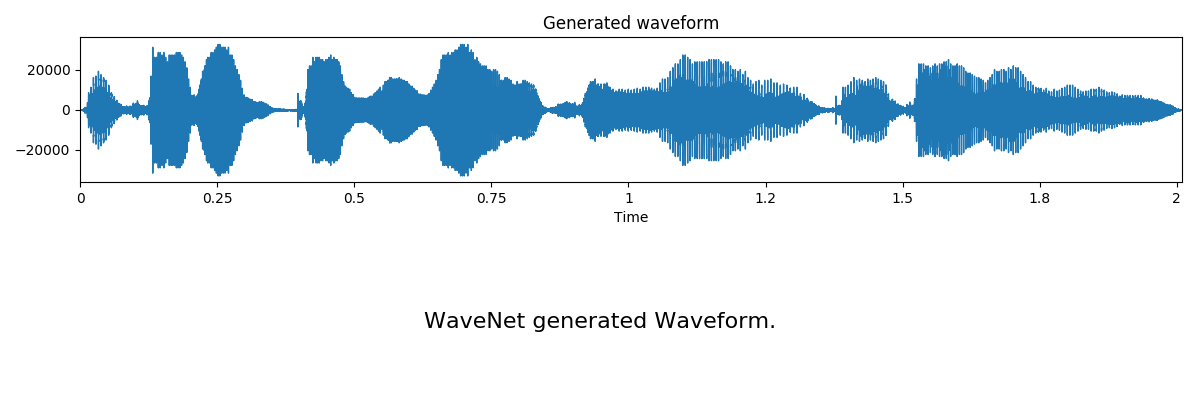 Generated waveform
20000
0
−20000
0 0.25 0.5 0.75 1 1.2 1.5 1.8 2
Time
WaveNet generated Waveform.